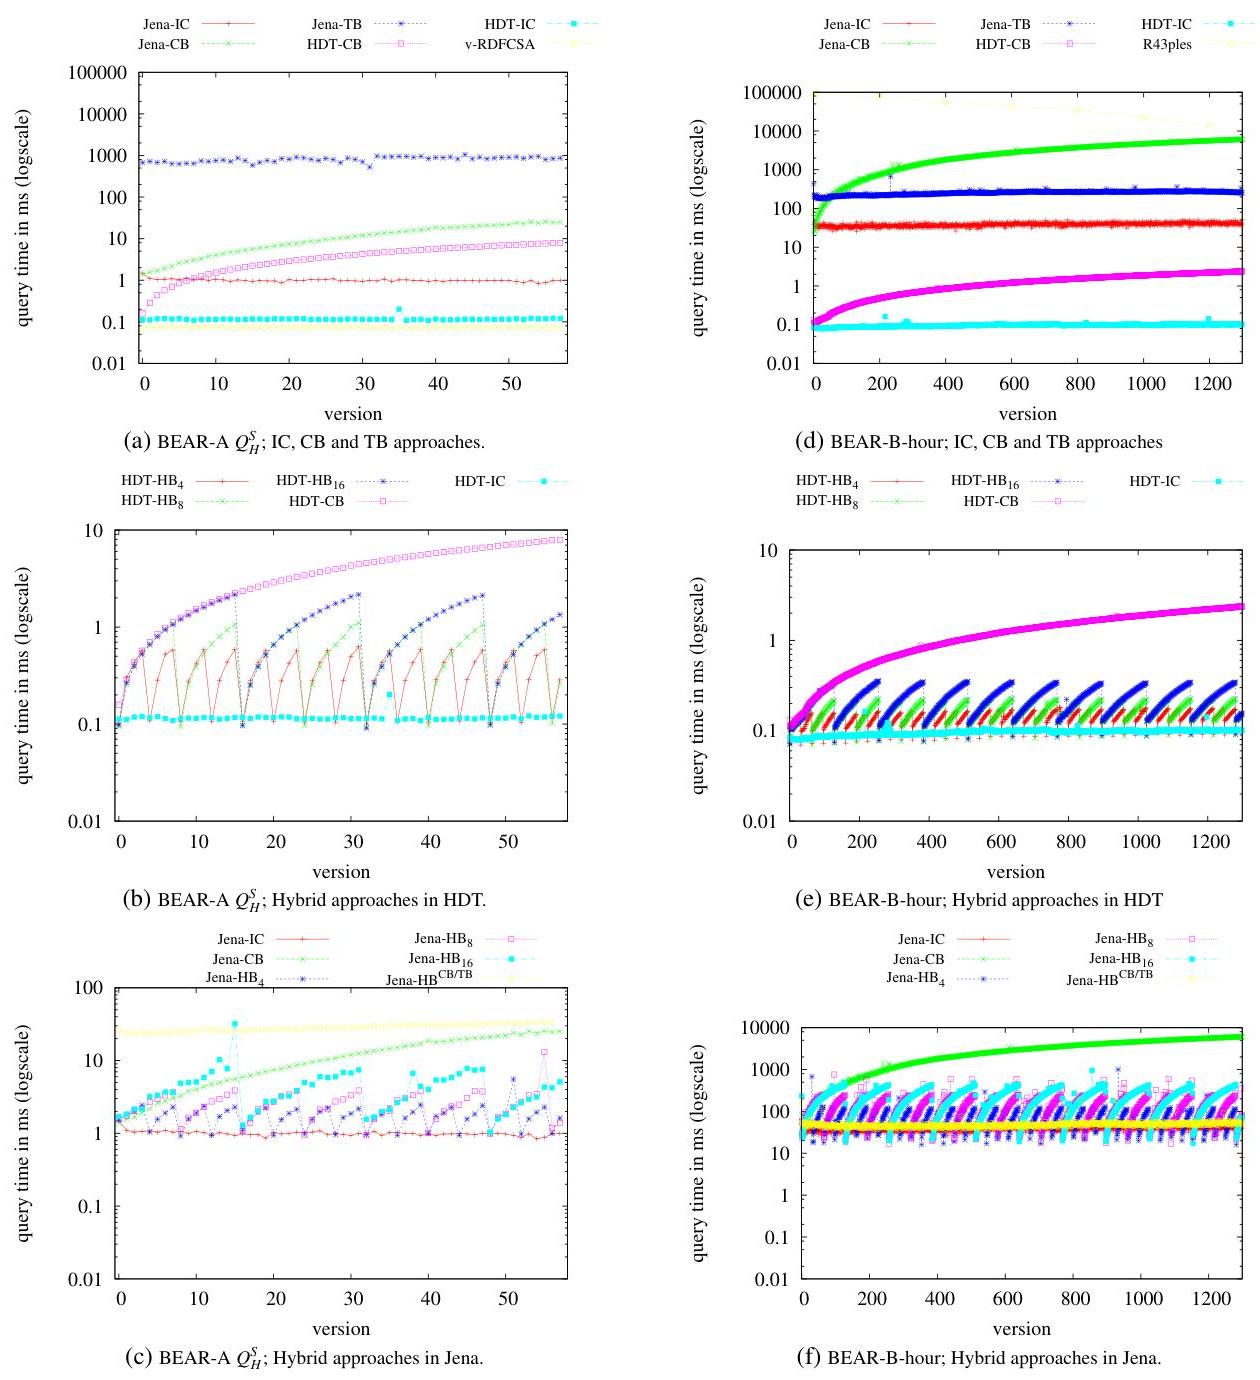 Jena-IC Jena-TB HDT-IC
Jena-CB HDT-CB v-RDFCSA
query time in ms (logscale)
100000
10000
1000
100
10
1
0.1
0.01
0 10 20 30 40 50
version
(a) BEAR-A Q_H^S; IC, CB and TB approaches.
Jena-IC Jena-TB HDT-IC
Jena-CB HDT-CB R43ples
query time in ms (logscale)
100000
10000
1000
100
10
1
0.1
0.01
0 200 400 600 800 1000 1200
version
(d) BEAR-B-hour; IC, CB and TB approaches
HDT-HB4 HDT-HB16 HDT-IC
HDT-HB8 HDT-CB
query time in ms (logscale)
10
1
0.1
0.01
0 10 20 30 40 50
version
(b) BEAR-A Q_H^S; Hybrid approaches in HDT.
HDT-HB4 HDT-HB16 HDT-IC
HDT-HB8 HDT-CB
query time in ms (logscale)
10
1
0.1
0.01
0 200 400 600 800 1000 1200
version
(e) BEAR-B-hour; Hybrid approaches in HDT
Jena-IC Jena-HB8
Jena-CB Jena-HB16
Jena-HB4 Jena-HB^CB/TB
query time in ms (logscale)
100
10
1
0.1
0.01
0 10 20 30 40 50
version
(c) BEAR-A Q_H^S; Hybrid approaches in Jena.
Jena-IC Jena-HB8
Jena-CB Jena-HB16
Jena-HB4 Jena-HB^CB/TB
query time in ms (logscale)
10000
1000
100
10
1
0.1
0.01
0 200 400 600 800 1000 1200
version
(f) BEAR-B-hour; Hybrid approaches in Jena.